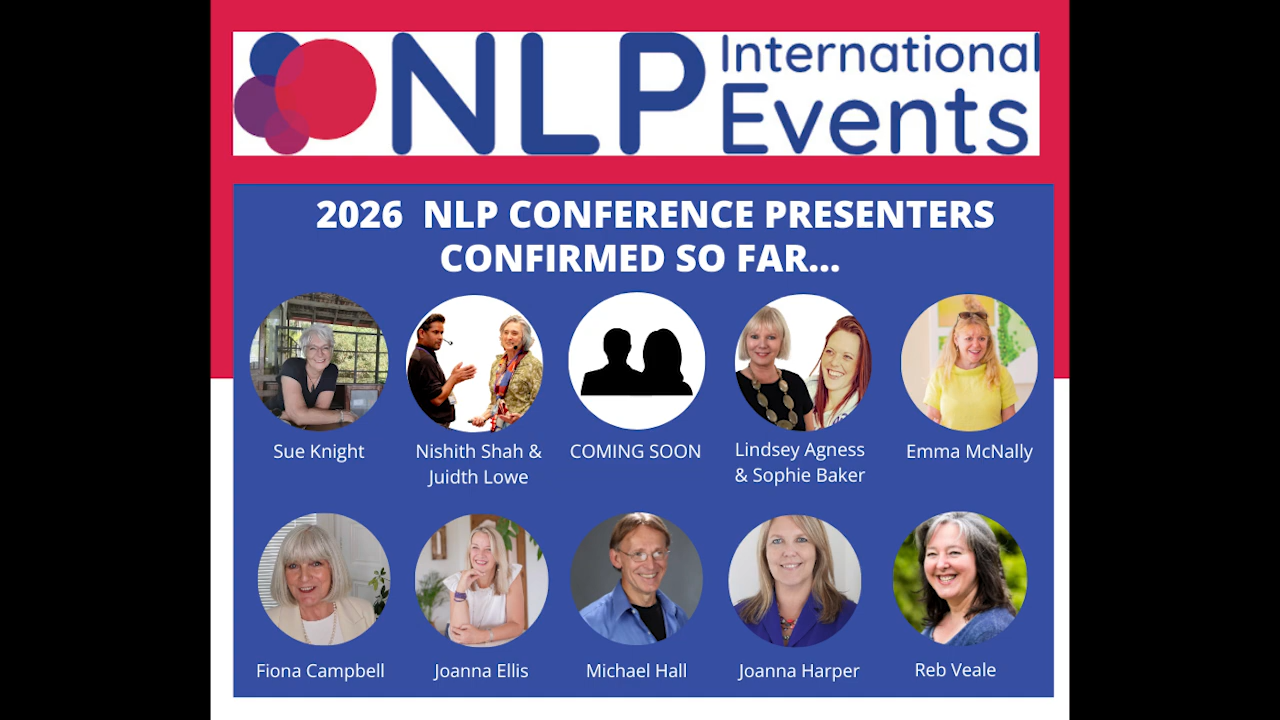 NLP International
Events
2026 NLP CONFERENCE PRESENTERS
CONFIRMED SO FAR...
Sue Knight
Nishith Shah &
Juidth Lowe
COMING SOON
Lindsey Agness
& Sophie Baker
Emma McNally
Fiona Campbell
Joanna Ellis
Michael Hall
Joanna Harper
Reb Veale